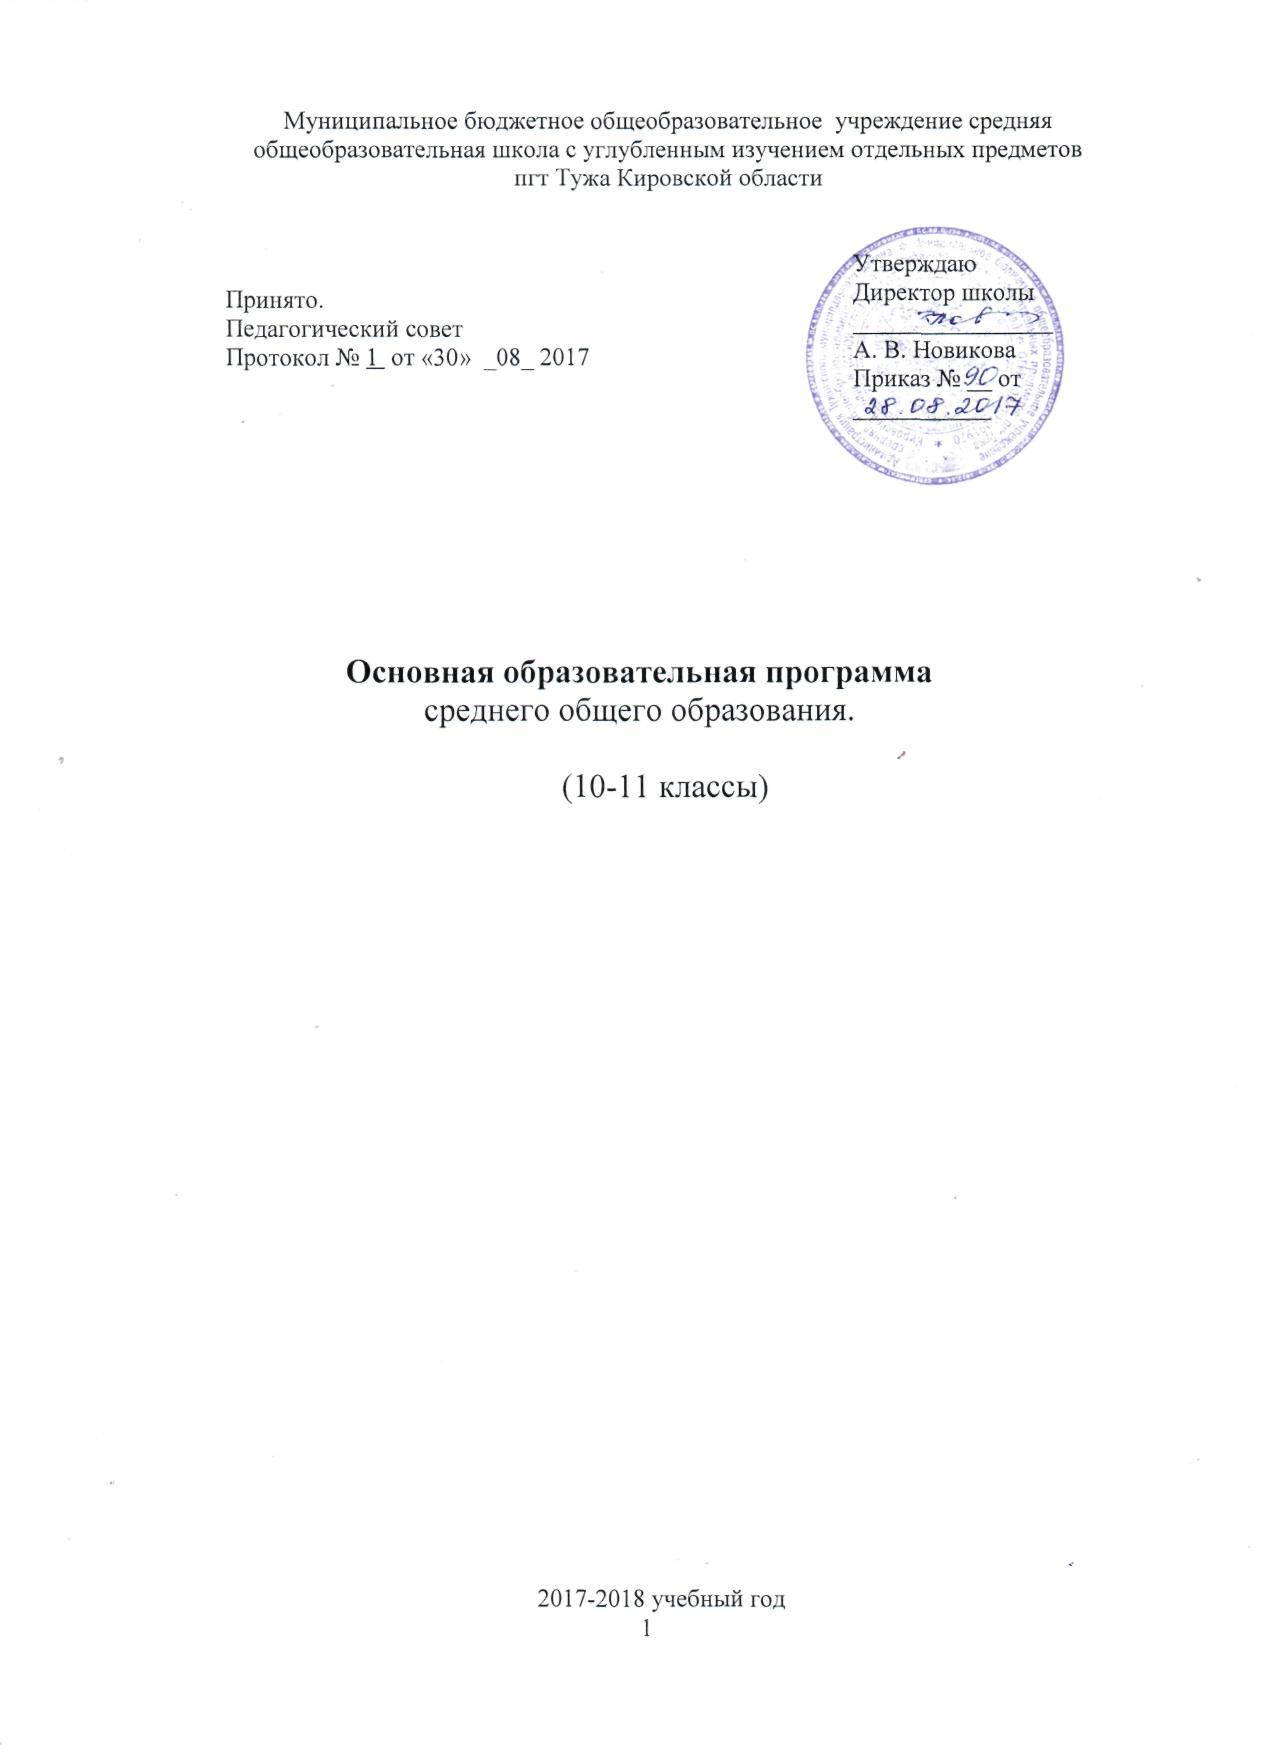 Муниципальное бюджетное общеобразовательное учреждение средняя
общеобразовательная школа с углубленным изучением отдельных предметов
пгт Тужа Кировской области
Принято.
Педагогический совет
Протокол № 1 от «30» _08_ 2017
Утверждаю
Директор школы
А. В. Новикова
Приказ № 90 от
28.08.2017
Основная образовательная программа
среднего общего образования.
(10-11 классы)
2017-2018 учебный год
1